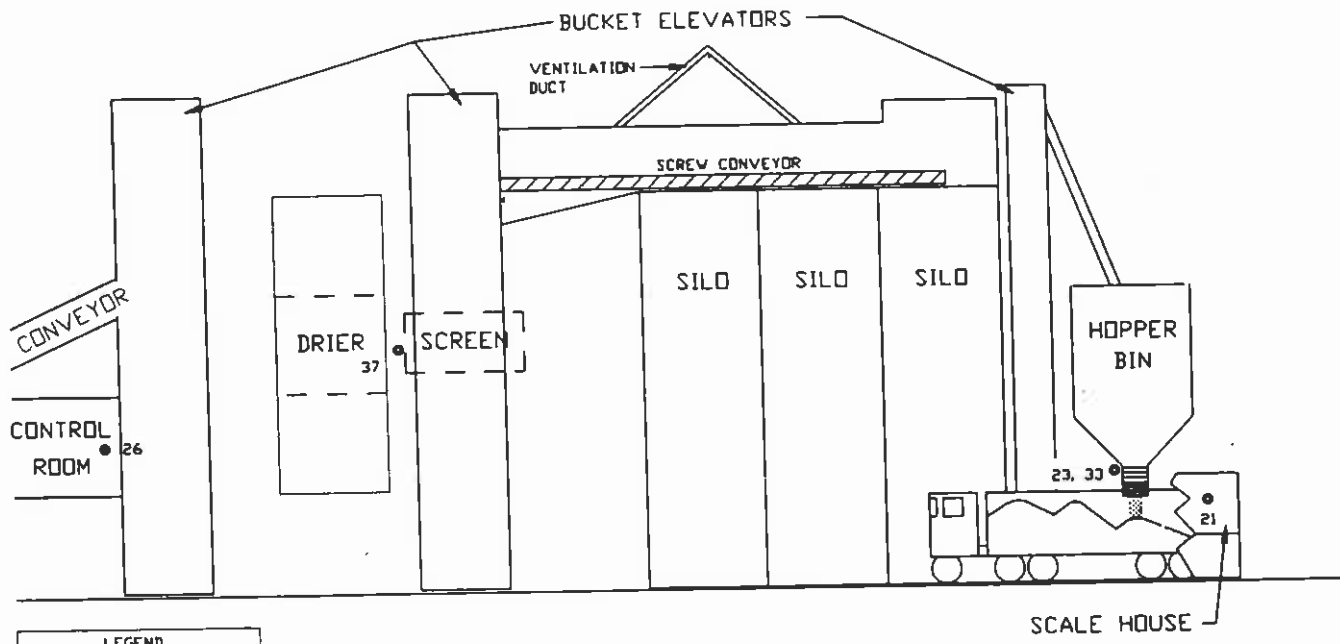 BUCKET ELEVATORS
VENTILATION
DUCT
SCREW CONVEYOR
CONVEYOR
SILO
SILO
SILO
DRIER
37
SCREEN
HOPPER
BIN
CONTROL
ROOM
26
23, 33
21
SCALE HOUSE
LEGEND